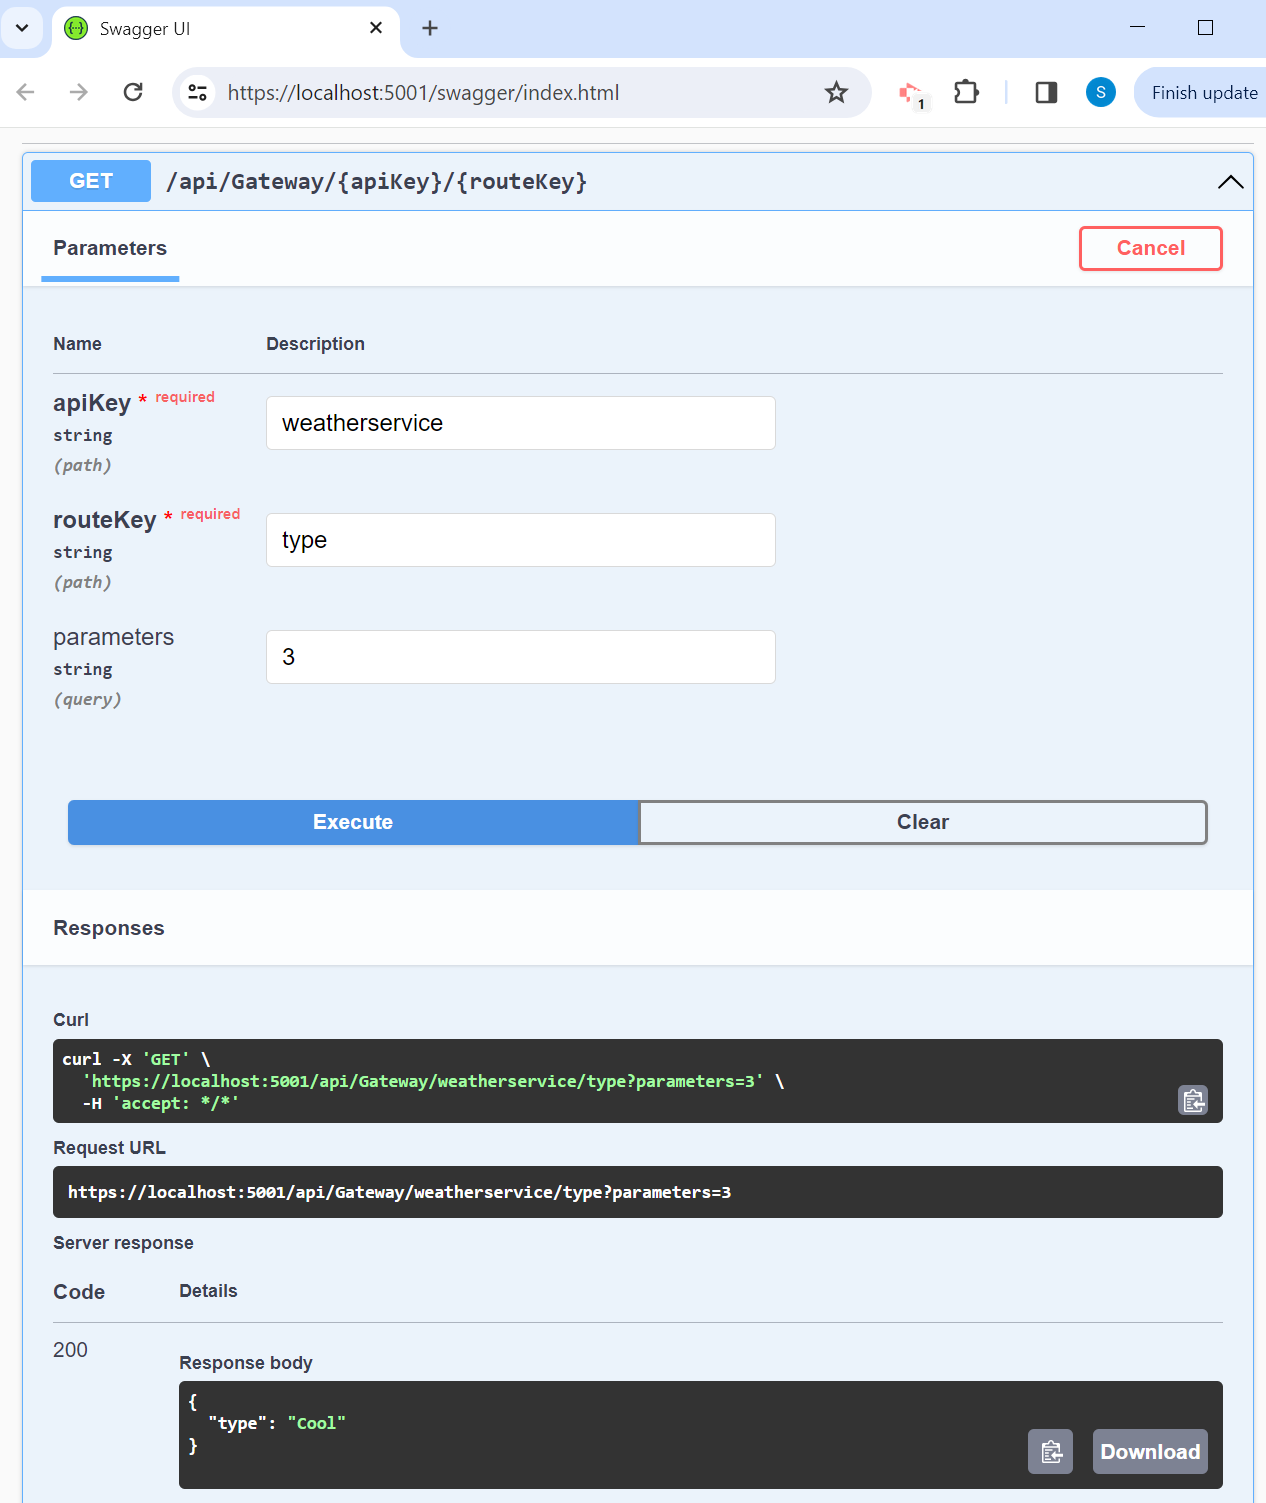 Swagger UI
https://localhost:5001/swagger/index.html
1
S
Finish update
GET /api/Gateway/{apiKey}/{routeKey}
Parameters
Cancel
Name Description
apiKey * required
string
(path)
weatherservice
routeKey * required
string
(path)
type
parameters
string
(query)
3
Execute
Clear
Responses
Curl
curl -X 'GET' \
'https://localhost:5001/api/Gateway/weatherservice/type?parameters=3' \
-H 'accept: */*'
Request URL
https://localhost:5001/api/Gateway/weatherservice/type?parameters=3
Server response
Code Details
200
Response body
{
"type": "Cool"
}
Download